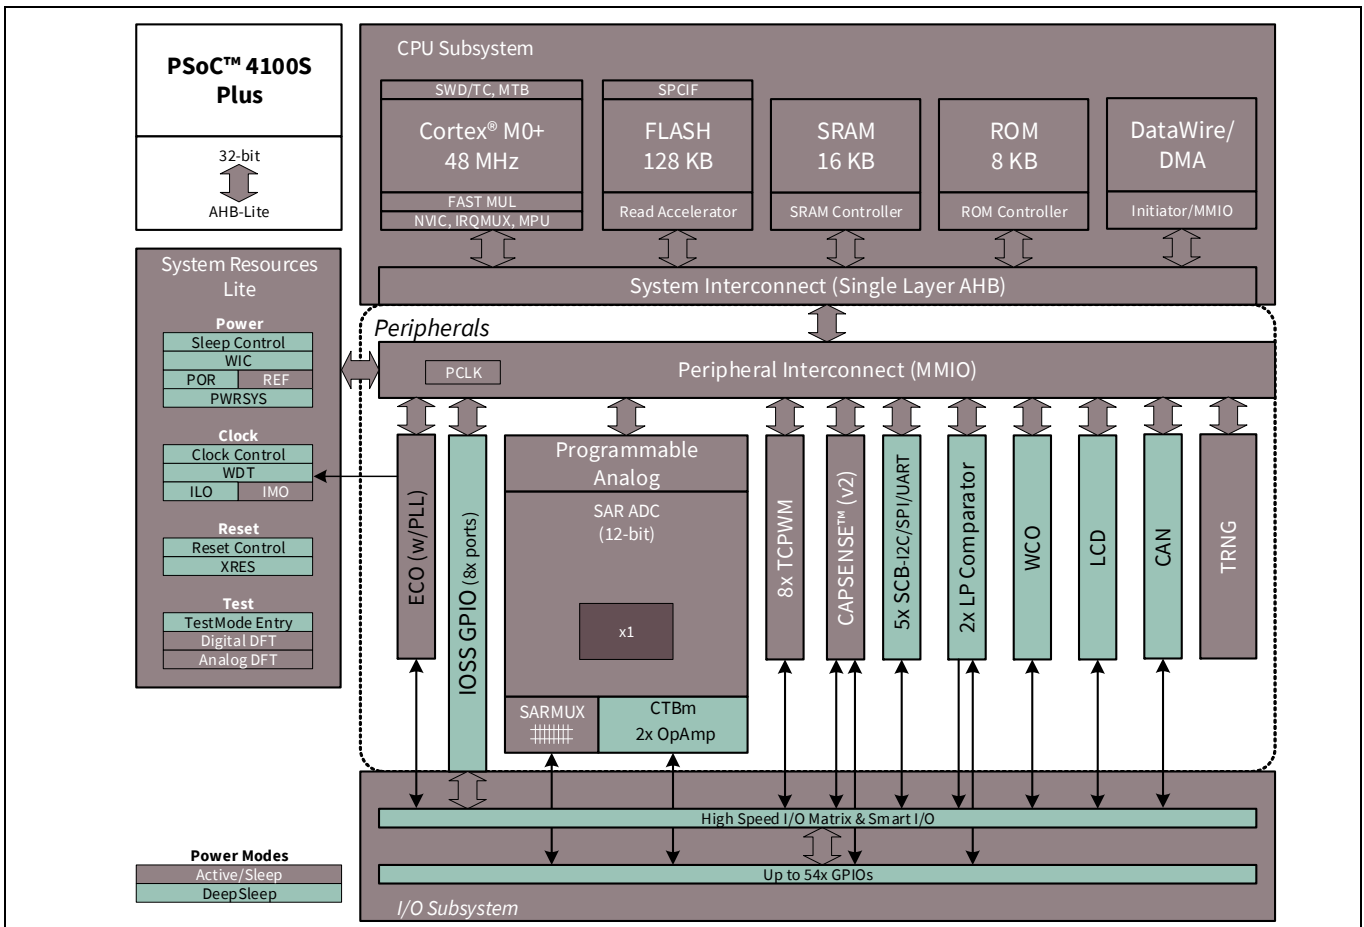 PSoC™ 4100S
Plus
32-bit
AHB-Lite
CPU Subsystem
SWD/TC, MTB
Cortex® M0+
48 MHz
FAST MUL
NVIC, IRQMUX, MPU
SPCIF
FLASH
128 KB
Read Accelerator
SRAM
16 KB
SRAM Controller
ROM
8 KB
ROM Controller
DataWire/
DMA
Initiator/MMIO
System Interconnect (Single Layer AHB)
System Resources
Lite
Power
Sleep Control
WIC
POR REF
PWRSYS
Clock
Clock Control
WDT
ILO IMO
Reset
Reset Control
XRES
Test
TestMode Entry
Digital DFT
Analog DFT
Peripherals
PCLK
Peripheral Interconnect (MMIO)
ECO (w/PLL)
IOSS GPIO (8x ports)
Programmable
Analog
SAR ADC
(12-bit)
x1
SARMUX
CTBm
2x OpAmp
8x TCPWM
CAPSENSE™ (v2)
5x SCB-I2C/SPI/UART
2x LP Comparator
WCO
LCD
CAN
TRNG
High Speed I/O Matrix & Smart I/O
Up to 54x GPIOs
I/O Subsystem
Power Modes
Active/Sleep
DeepSleep